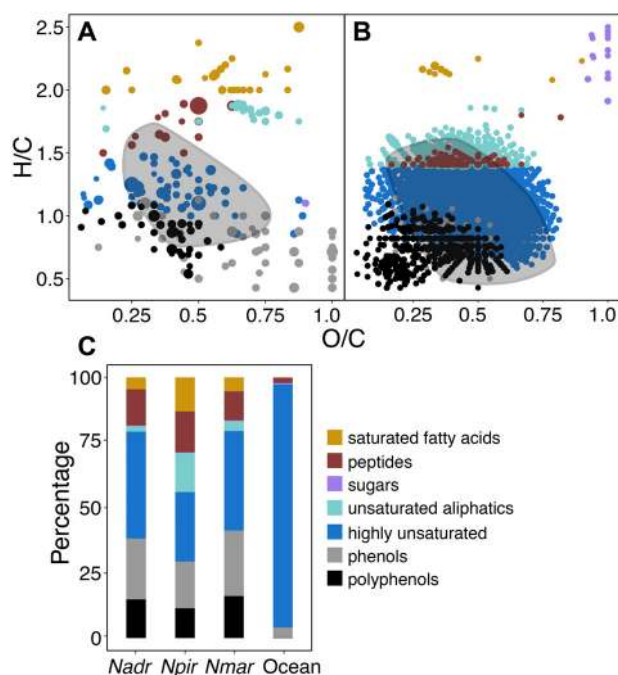 A
B
H/C
2.5
2.0
1.5
1.0
0.5
0.25
0.50
0.75
1.0
0.25
0.50
0.75
1.0
O/C
C
Percentage
100
75
50
25
0
Nadr
Npir
Nmar
Ocean
saturated fatty acids
peptides
sugars
unsaturated aliphatics
highly unsaturated
phenols
polyphenols